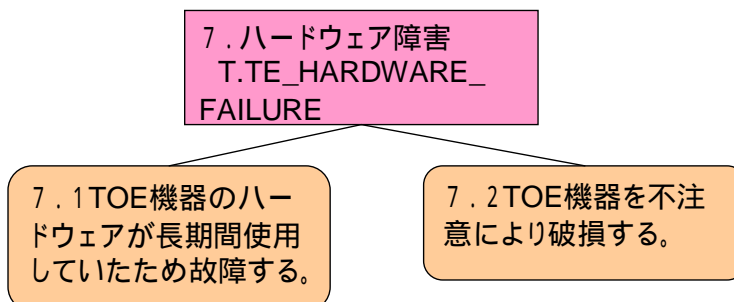 ７．ハードウェア障害
T.TE_HARDWARE_
FAILURE
７．１TOE機器のハー
ドウェアが長期間使用
していたため故障する。
７．２TOE機器を不注
意により破損する。